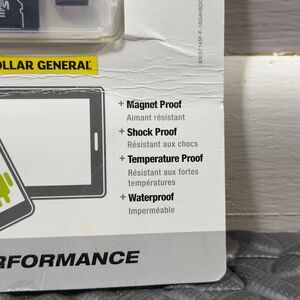 OLLAR GENERAL
+ Magnet Proof
Aimant résistant
+ Shock Proof
Résistant aux chocs
+ Temperature Proof
Résistant aux fortes
températures
+ Waterproof
Imperméable
RFORMANCE